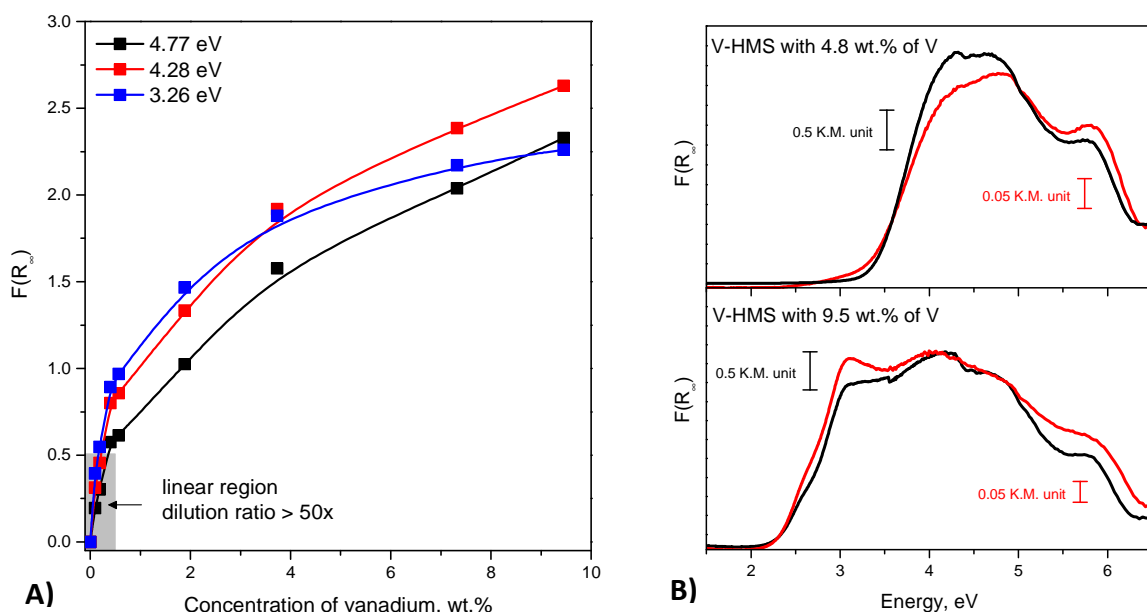 3.0
2.5
2.0
1.5
1.0
0.5
0.0
F(R∞)
4.77 eV
4.28 eV
3.26 eV
linear region
dilution ratio > 50x
0 2 4 6 8 10
A)
Concentration of vanadium, wt.%
V-HMS with 4.8 wt.% of V
0.5 K.M. unit
0.05 K.M. unit
F(R∞)
V-HMS with 9.5 wt.% of V
0.5 K.M. unit
0.05 K.M. unit
F(R∞)
2 3 4 5 6
B)
Energy, eV